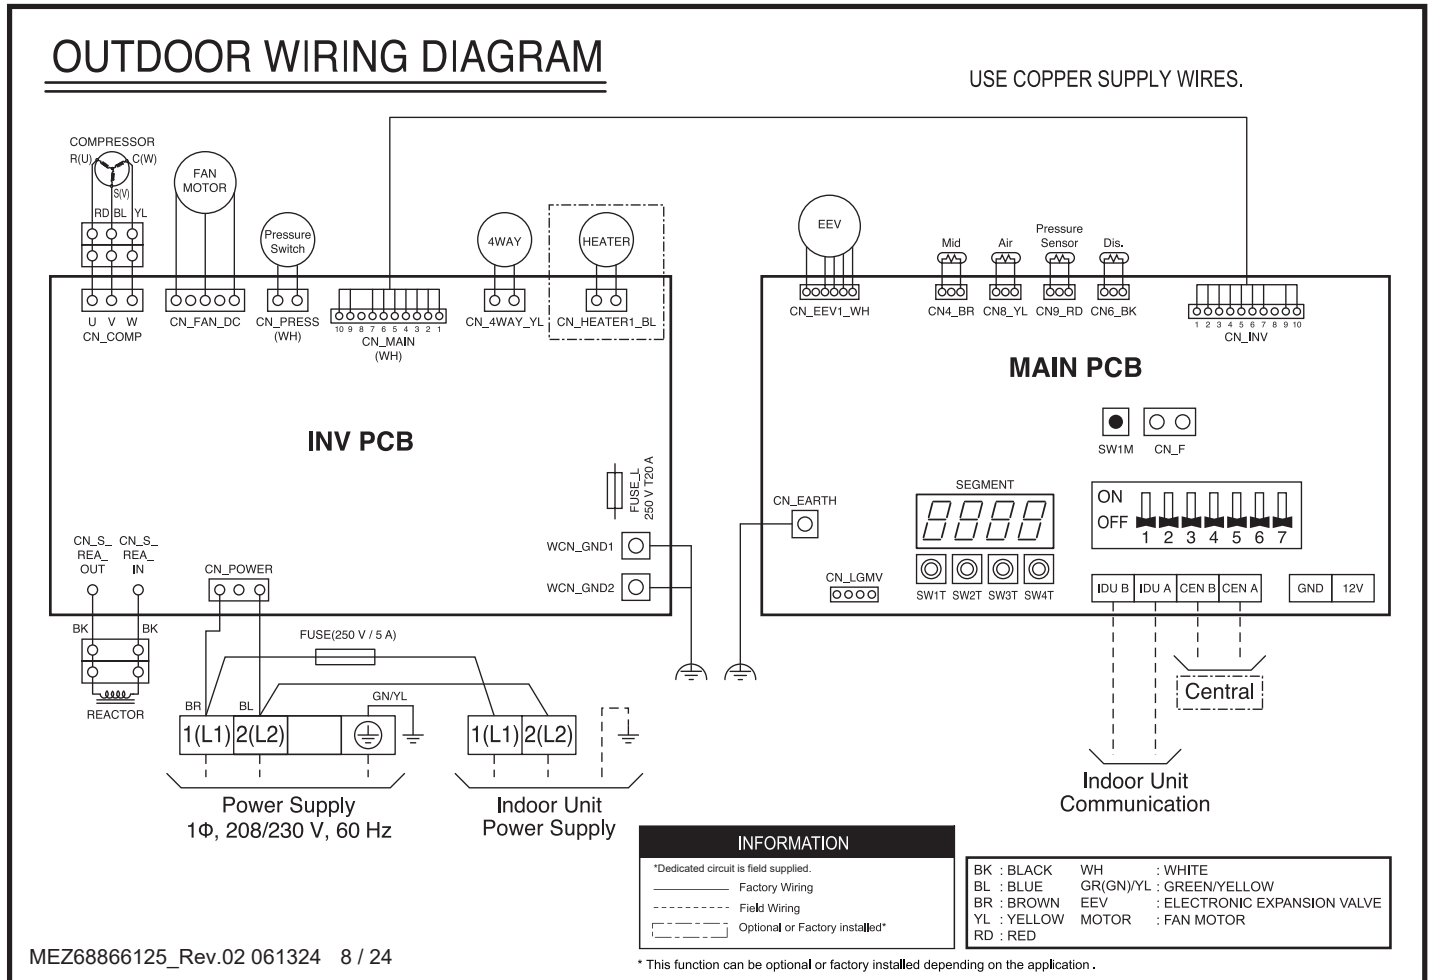 OUTDOOR WIRING DIAGRAM
USE COPPER SUPPLY WIRES.
COMPRESSOR
R(U)
C(W)
S(V)
RD BL YL
FAN
MOTOR
Pressure
Switch
4WAY
HEATER
U V W
CN_COMP
CN_FAN_DC
CN_PRESS
(WH)
10 9 8 7 6 5 4 3 2 1
CN_MAIN
(WH)
CN_4WAY_YL
CN_HEATER1_BL
INV PCB
FUSE_L
250 V T20 A
WCN_GND1
WCN_GND2
CN_S_
REA_
OUT
CN_S_
REA_
IN
CN_POWER
BK
BK
REACTOR
FUSE(250 V / 5 A)
BR
BL
GN/YL
1(L1) 2(L2)
1(L1) 2(L2)
Power Supply
1Φ, 208/230 V, 60 Hz
Indoor Unit
Power Supply
EEV
Mid
Air
Pressure
Sensor
Dis.
CN_EEV1_WH
CN4_BR
CN8_YL
CN9_RD
CN6_BK
1 2 3 4 5 6 7 8 9 10
CN_INV
MAIN PCB
SW1M
CN_F
CN_EARTH
SEGMENT
8888
ON
OFF
1 2 3 4 5 6 7
CN_LGMV
SW1T SW2T SW3T SW4T
IDU B IDU A CEN B CEN A
GND 12V
Central
Indoor Unit
Communication
INFORMATION
*Dedicated circuit is field supplied.
Factory Wiring
Field Wiring
Optional or Factory installed*
* This function can be optional or factory installed depending on the application .
BK : BLACK WH : WHITE
BL : BLUE GR(GN)/YL : GREEN/YELLOW
BR : BROWN EEV : ELECTRONIC EXPANSION VALVE
YL : YELLOW MOTOR : FAN MOTOR
RD : RED
MEZ68866125_Rev.02 061324 8 / 24